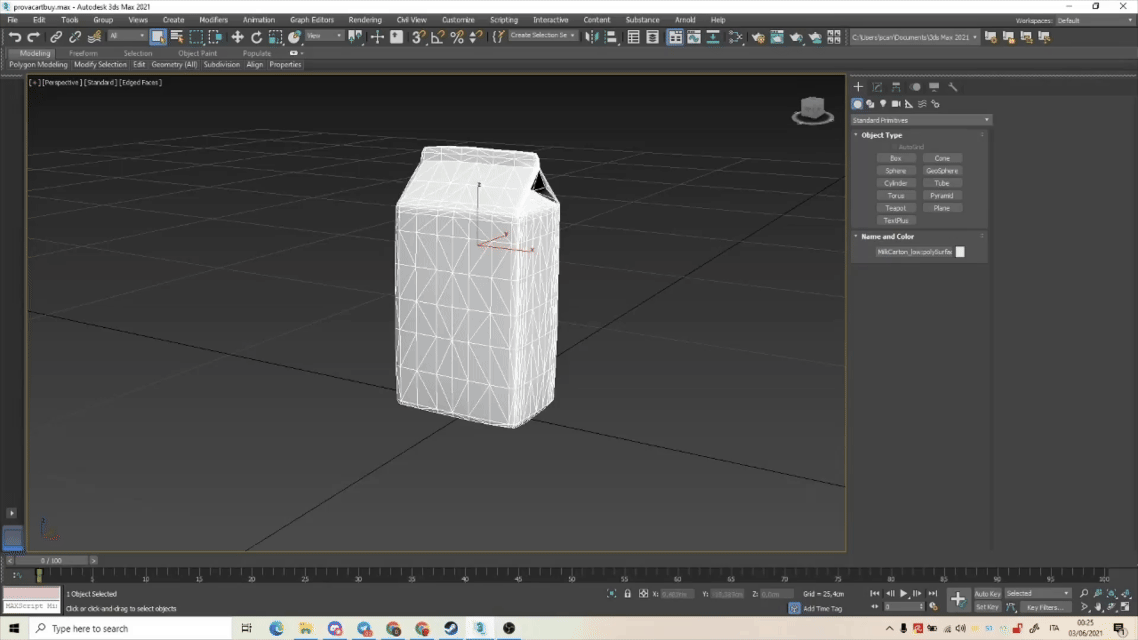 provacartbuy.max - Autodesk 3ds Max 2021
File Edit Tools Group Views Create Modifiers Animation Graph Editors Rendering Civil View Customize Scripting Interactive Content Substance Arnold Help
Workspaces: Default
All View Create Selection Se C:\Users\pcari\Documents\3ds Max 2021
Modeling Freeform Selection Object Paint Populate
Polygon Modeling Modify Selection Edit Geometry (All) Subdivision Align Properties
[+] [Perspective] [Standard] [Edged Faces]
Standard Primitives
Object Type
AutoGrid
Box Cone
Sphere GeoSphere
Cylinder Tube
Torus Pyramid
Teapot Plane
TextPlus
Name and Color
MilkCarton_low:polySurfac
0 / 100
5 10 15 20 25 30 35 40 45 50 55 60 65 70 75 80 85 90 95 100
1 Object Selected
X: Y: Z: Grid = 25,4cm
Auto Key Selected
MAXScript Mi
Click or click-and-drag to select objects
Add Time Tag
0
Set Key Key Filters...
Type here to search
ITA
00:25
03/06/2021